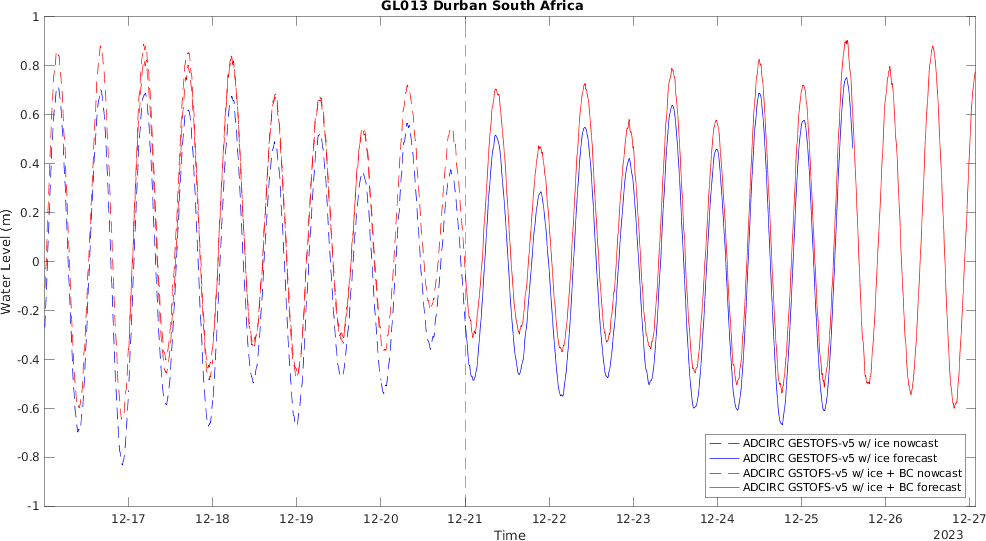 GL013 Durban South Africa
1
0.8
0.6
0.4
0.2
0
-0.2
-0.4
-0.6
-0.8
-1
Water Level (m)
ADCIRC GESTOFS-v5 w/ ice nowcast
ADCIRC GESTOFS-v5 w/ ice forecast
ADCIRC GSTOFS-v5 w/ ice + BC nowcast
ADCIRC GSTOFS-v5 w/ ice + BC forecast
12-17 12-18 12-19 12-20 12-21 12-22 12-23 12-24 12-25 12-26 12-27
Time
2023